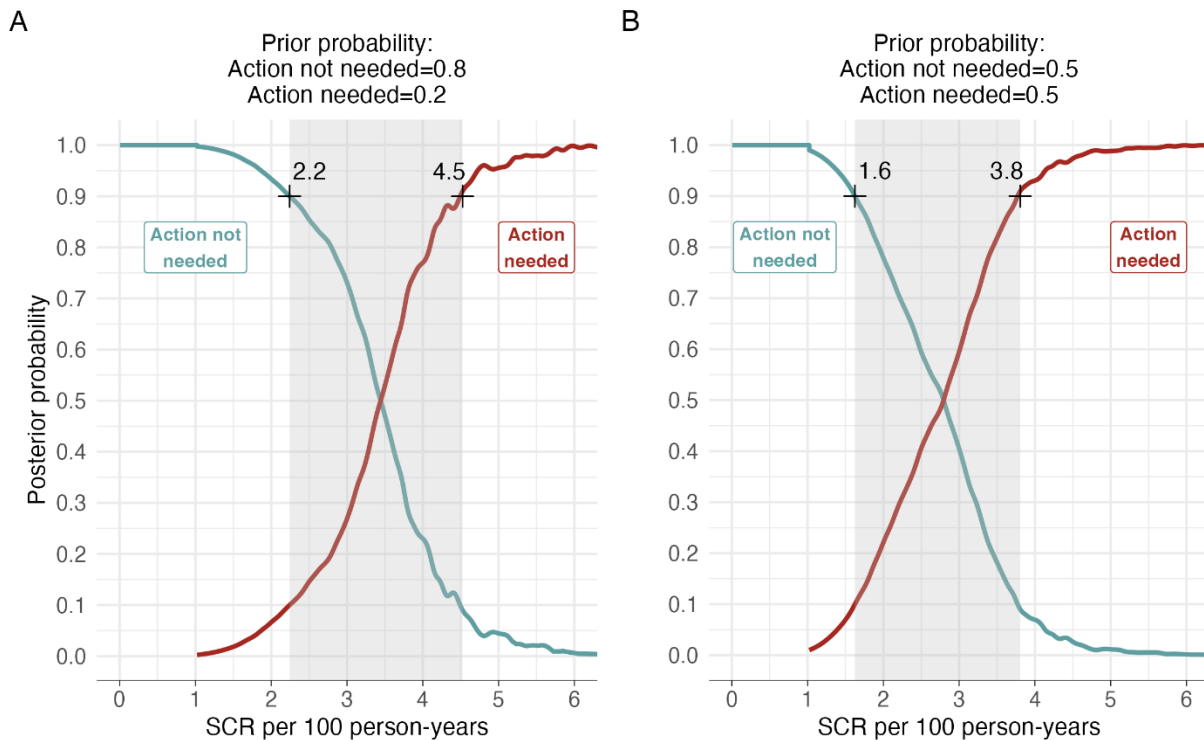 A
Prior probability:
Action not needed=0.8
Action needed=0.2
1.0
0.9
0.8
0.7
0.6
0.5
0.4
0.3
0.2
0.1
0.0
Posterior probability
2.2
4.5
Action not
needed
Action
needed
0
1
2
3
4
5
6
SCR per 100 person-years
B
Prior probability:
Action not needed=0.5
Action needed=0.5
1.0
0.9
0.8
0.7
0.6
0.5
0.4
0.3
0.2
0.1
0.0
1.6
3.8
Action not
needed
Action
needed
0
1
2
3
4
5
6
SCR per 100 person-years